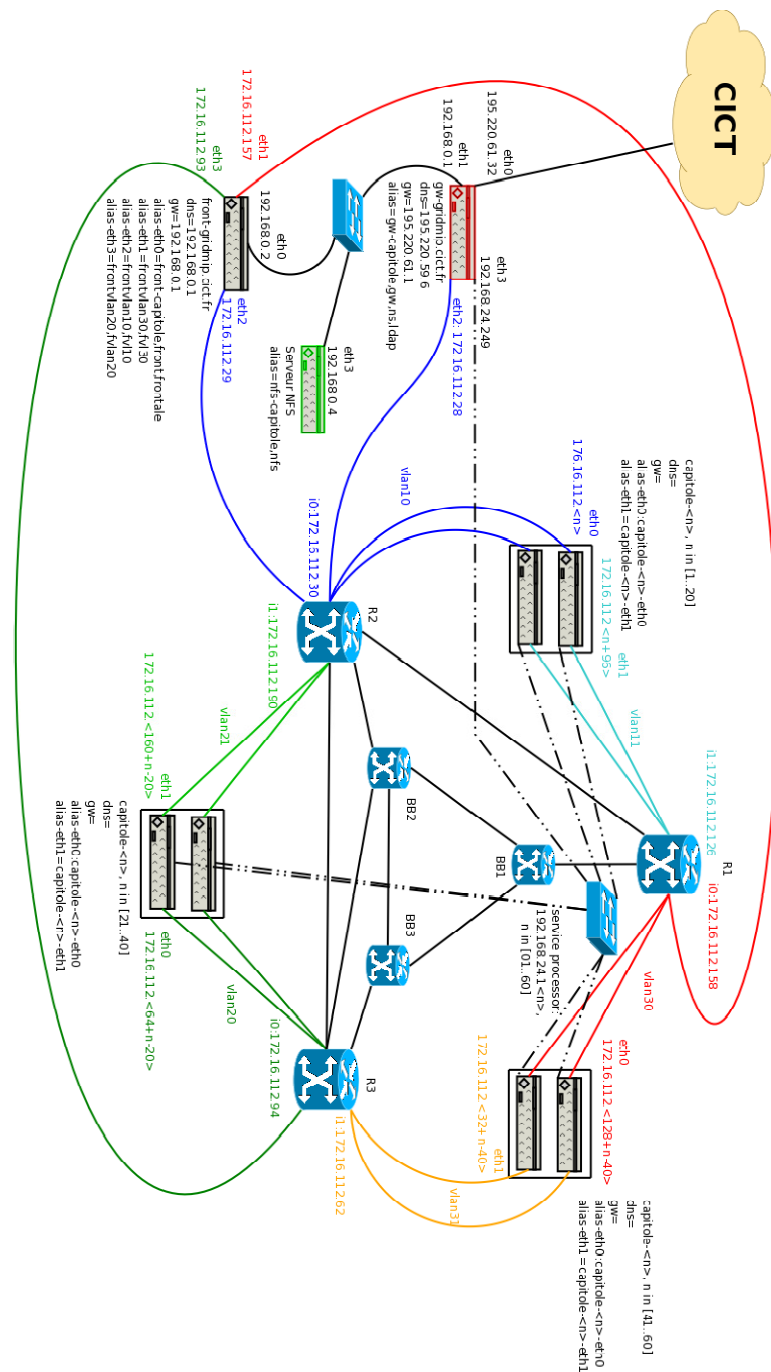 CICT
eth0
195.220.61.32
eth1
192.168.0.1
gw-gridmip.cict.fr
dns=195.220.59.6
gw=195.220.61.1
alias=gw-capitole,gw,ns,ldap
eth3
192.168.24.249
eth2: 172.16.112.28
eth1
172.16.112.157
eth3
172.16.112.93
eth0
192.168.0.2
front-gridmip.cict.fr
dns=192.168.0.1
gw=192.168.0.1
alias-eth0=front-capitole,front,frontale
alias-eth1=frontvlan30,fvl30
alias-eth2=frontvlan10,fvl10
alias-eth3=frontvlan20,fvlan20
eth2
172.16.112.29
eth3
192.168.0.4
Serveur NFS
alias=nfs-capitole,nfs
vlan10
capitole-<n>, n in [1..20]
dns=
gw=
alias-eth0:capitole-<n>-eth0
alias-eth1=capitole-<n>-eth1
eth0
176.16.112.<n>
eth1
172.16.112.<n+96>
vlan11
i0:172.16.112.30
R2
i1:172.16.112.190
vlan21
172.16.112.<160+n-20>
eth1
capitole-<n>, n in [21..40]
dns=
gw=
alias-eth0:capitole-<n>-eth0
alias-eth1=capitole-<n>-eth1
eth0
172.16.112.<64+n-20>
vlan20
BB2
BB1
BB3
i1:172.16.112.126
R1
i0:172.16.112.158
service processor:
192.168.24.1<n>,
n in [01..60]
vlan30
i0:172.16.112.94
R3
i1:172.16.112.62
vlan31
eth0
172.16.112.<128+n-40>
172.16.112.<32+n-40>
eth1
capitole-<n>, n in [41..60]
dns=
gw=
alias-eth0:capitole-<n>-eth0
alias-eth1=capitole-<n>-eth1